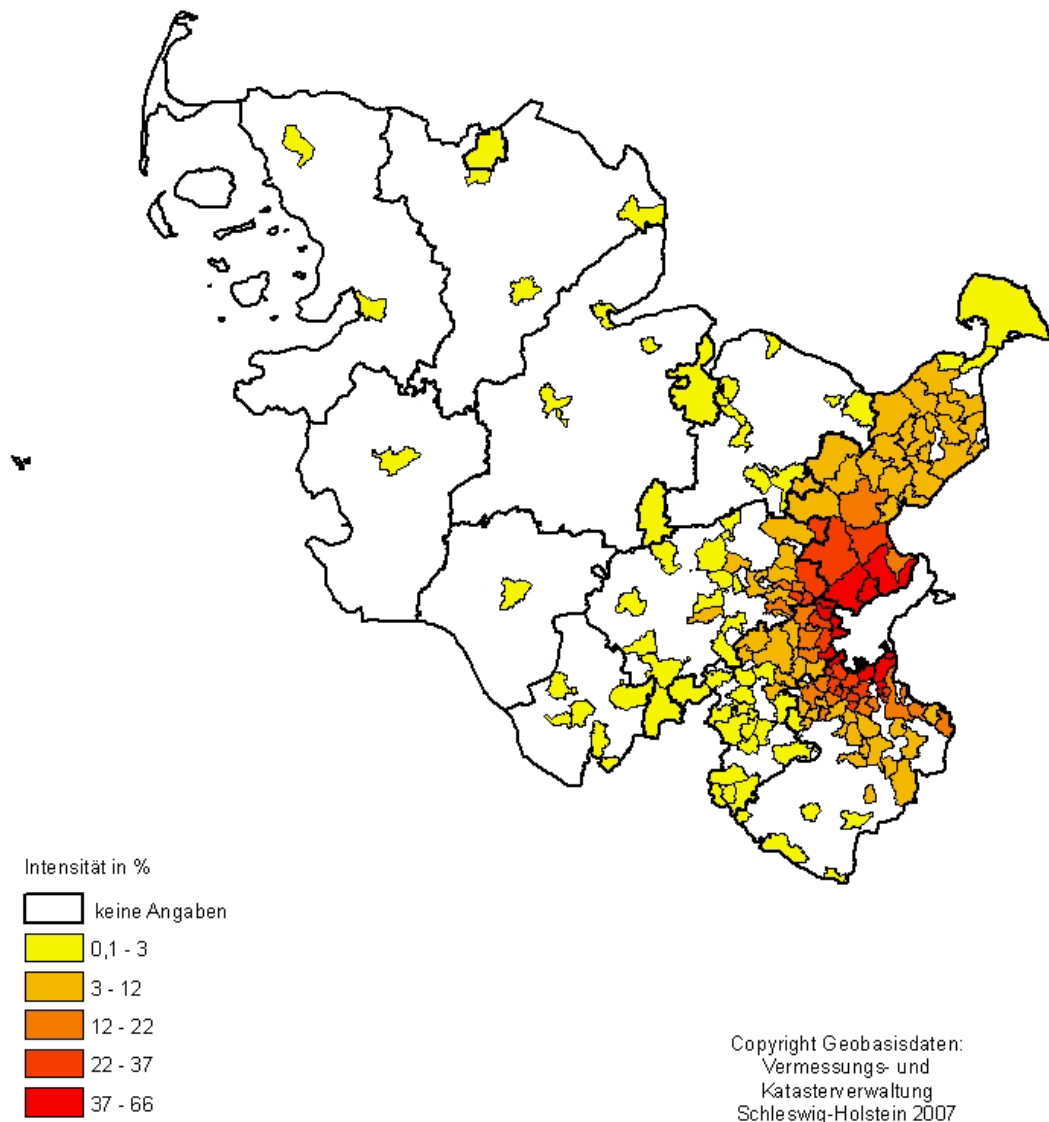 Intensität in %
keine Angaben
0,1 - 3
3 - 12
12 - 22
22 - 37
37 - 66
Copyright Geobasisdaten:
Vermessungs- und
Katasterverwaltung
Schleswig-Holstein 2007